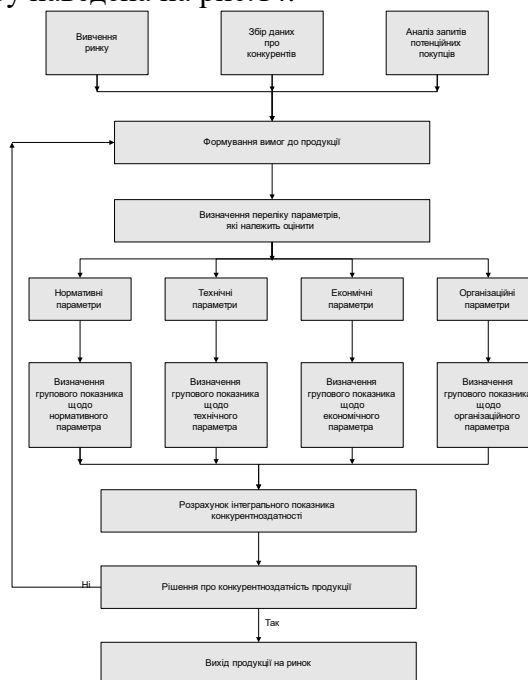 у наведена на рис.14.
Вивчення
ринку
Збір даних
про
конкурентів
Аналіз запитів
потенційних
покупців
Формування вимог до продукції
Визначення переліку параметрів,
які належить оцінити
Нормативні
параметри
Технічні
параметри
Екномічні
параметри
Організаційні
параметри
Визначення
групового показника
щодо
нормативного
параметра
Визначення
групового показника
щодо
технічного
параметра
Визначення
групового показника
щодо
економічного
параметра
Визначення
групового показника
щодо
організаційного
параметра
Розрахунок інтегрального показника
конкурентноздатності
Ні
Рішення про конкурентноздатність продукції
Так
Вихід продукції на ринок